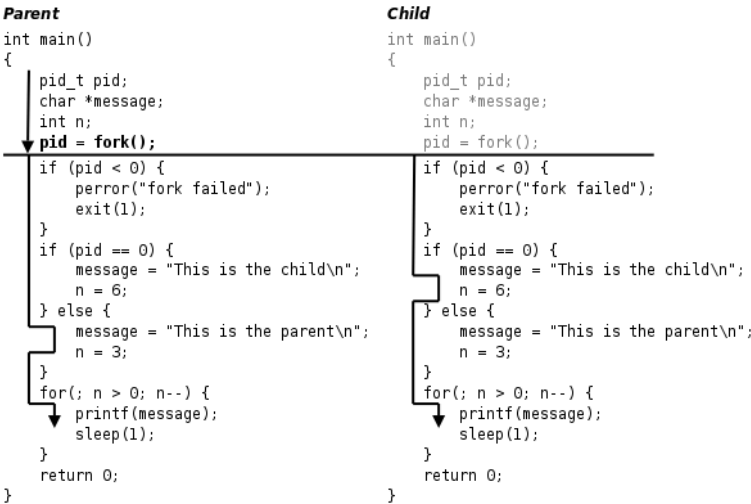 Parent
int main()
{
pid_t pid;
char *message;
int n;
pid = fork();
if (pid < 0) {
perror("fork failed");
exit(1);
}
if (pid == 0) {
message = "This is the child\n";
n = 6;
} else {
message = "This is the parent\n";
n = 3;
}
for(; n > 0; n--) {
printf(message);
sleep(1);
}
return 0;
}
Child
int main()
{
pid_t pid;
char *message;
int n;
pid = fork();
if (pid < 0) {
perror("fork failed");
exit(1);
}
if (pid == 0) {
message = "This is the child\n";
n = 6;
} else {
message = "This is the parent\n";
n = 3;
}
for(; n > 0; n--) {
printf(message);
sleep(1);
}
return 0;
}